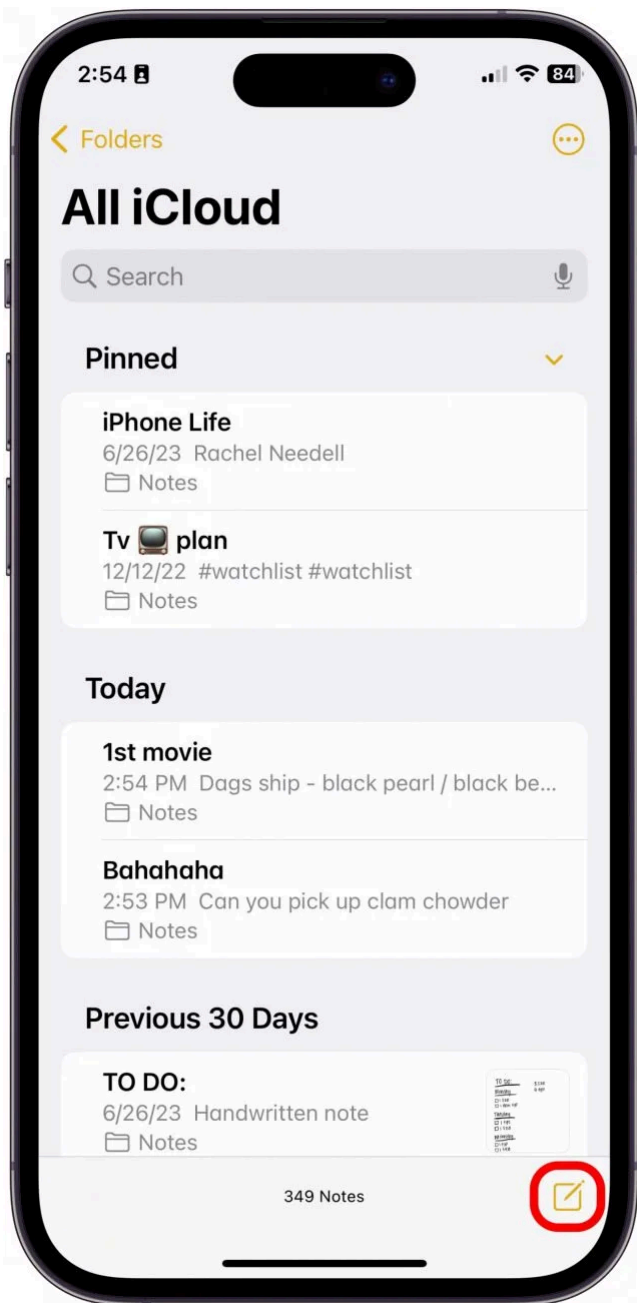 2:54
84
Folders
All iCloud
Search
Pinned
iPhone Life
6/26/23 Rachel Needell
Notes
Tv 📺 plan
12/12/22 #watchlist #watchlist
Notes
Today
1st movie
2:54 PM Dags ship - black pearl / black be...
Notes
Bahahaha
2:53 PM Can you pick up clam chowder
Notes
Previous 30 Days
TO DO:
6/26/23 Handwritten note
Notes
TO DO:
349 Notes